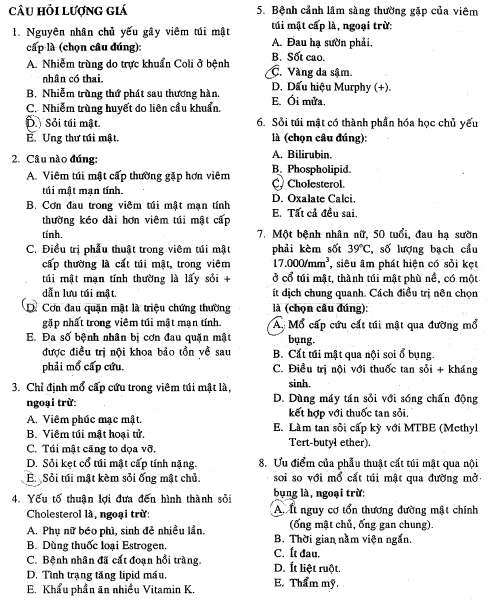 CÂU HỎI LƯỢNG GIÁ
1. Nguyên nhân chủ yếu gây viêm túi mật
cấp là (chọn câu đúng):
A. Nhiễm trùng do trực khuẩn Coli ở bệnh
nhân có thai.
B. Nhiễm trùng thứ phát sau thương hàn.
C. Nhiễm trùng huyết do liên cầu khuẩn.
D. Sỏi túi mật.
E. Ung thư túi mật.
2. Câu nào đúng:
A. Viêm túi mật cấp thường gặp hơn viêm
túi mật mạn tính.
B. Cơn đau trong viêm túi mật mạn tính
thường kéo dài hơn viêm túi mật cấp
tính.
C. Điều trị phẫu thuật trong viêm túi mật
cấp thường là cắt túi mật, trong viêm
túi mật mạn tính thường là lấy sỏi +
dẫn lưu túi mật.
D. Cơn đau quặn mật là triệu chứng thường
gặp nhất trong viêm túi mật mạn tính.
E. Đa số bệnh nhân bị cơn đau quặn mật
được điều trị nội khoa bảo tồn về sau
phải mổ cấp cứu.
3. Chỉ định mổ cấp cứu trong viêm túi mật là,
ngoại trừ:
A. Viêm phúc mạc mật.
B. Viêm túi mật hoại tử.
C. Túi mật căng to dọa vỡ.
D. Sỏi kẹt cổ túi mật cấp tính nặng.
E. Sỏi túi mật kèm sỏi ống mật chủ.
4. Yếu tố thuận lợi đưa đến hình thành sỏi
Cholesterol là, ngoại trừ:
A. Phụ nữ béo phì, sinh đẻ nhiều lần.
B. Dùng thuốc loại Estrogen.
C. Bệnh nhân đã cắt đoạn hồi tràng.
D. Tình trạng tăng lipid máu.
E. Khẩu phần ăn nhiều Vitamin K.
5. Bệnh cảnh lâm sàng thường gặp của viêm
túi mật cấp là, ngoại trừ:
A. Đau hạ sườn phải.
B. Sốt cao.
C. Vàng da sậm.
D. Dấu hiệu Murphy (+).
E. Ói mửa.
6. Sỏi túi mật có thành phần hóa học chủ yếu
là (chọn câu đúng):
A. Bilirubin.
B. Phospholipid.
C. Cholesterol.
D. Oxalate Calci.
E. Tất cả đều sai.
7. Một bệnh nhân nữ, 50 tuổi, đau hạ sườn
phải kèm sốt 39°C, số lượng bạch cầu
17.000/mm³, siêu âm phát hiện có sỏi kẹt
ở cổ túi mật, thành túi mật phù nề, có một
ít dịch chung quanh. Cách điều trị nên chọn
là (chọn câu đúng):
A. Mổ cấp cứu cắt túi mật qua đường mổ
bụng.
B. Cắt túi mật qua nội soi ổ bụng.
C. Điều trị nội với thuốc tan sỏi + kháng
sinh.
D. Dùng máy tán sỏi với sóng chấn động
kết hợp với thuốc tan sỏi.
E. Làm tan sỏi cấp kỳ với MTBE (Methyl
Tert-butyl ether).
8. Ưu điểm của phẫu thuật cắt túi mật qua nội
soi so với mổ cắt túi mật qua đường mở
bụng là, ngoại trừ:
A. Ít nguy cơ tổn thương đường mật chính
(ống mật chủ, ống gan chung).
B. Thời gian nằm viện ngắn.
C. Ít đau.
D. Ít liệt ruột.
E. Thẩm mỹ.